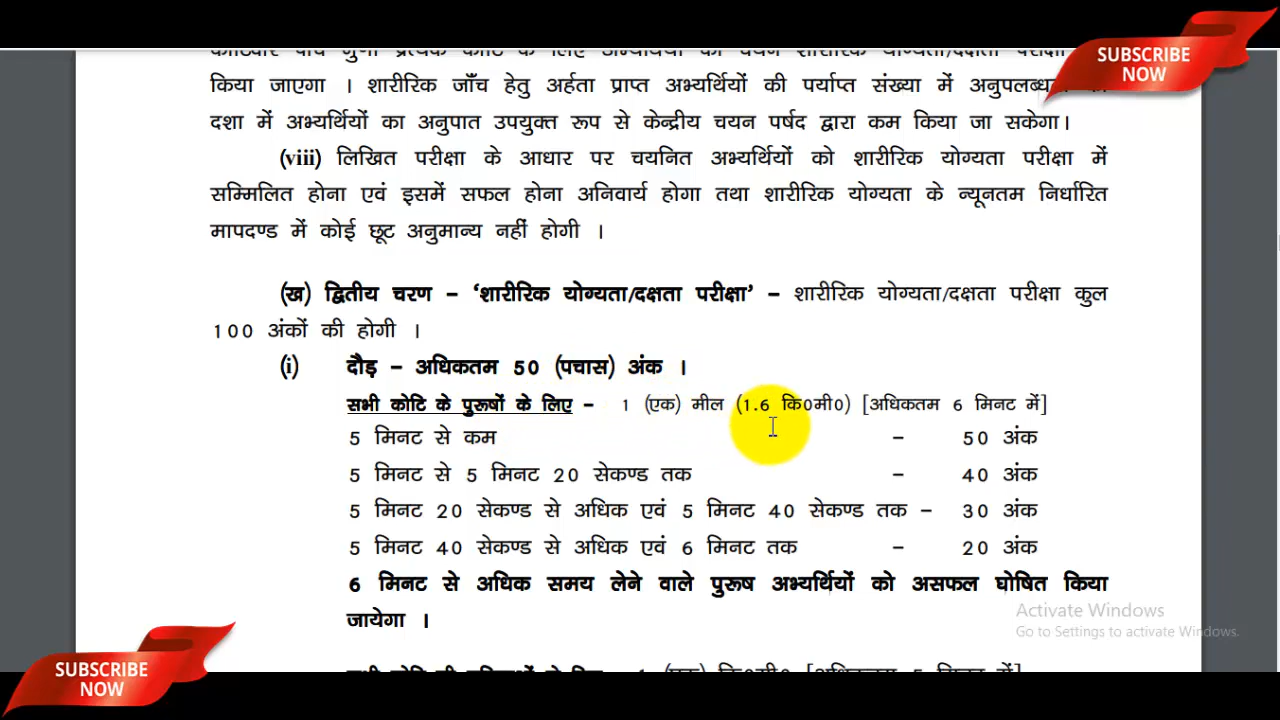 SUBSCRIBE
NOW
किया जाएगा । शारीरिक जाँच हेतु अर्हता प्राप्त अभ्यर्थियों की पर्याप्त संख्या में
दशा में अभ्यर्थियों का अनुपात उपयुक्त रूप से केन्द्रीय चयन पर्षद द्वारा कम किया जा सकेगा।
(viii) लिखित परीक्षा के आधार पर चयनित अभ्यर्थियों को शारीरिक योग्यता परीक्षा में
सम्मिलित होना एवं इसमें सफल होना अनिवार्य होगा तथा शारीरिक योग्यता के न्यूनतम निर्धारित
मापदण्ड में कोई छूट अनुमान्य नहीं होगी ।
(ख) द्वितीय चरण – ‘शारीरिक योग्यता/दक्षता परीक्षा’ – शारीरिक योग्यता/दक्षता परीक्षा कुल
100 अंकों की होगी ।
(i) दौड़ – अधिकतम 50 (पचास) अंक ।
सभी कोटि के पुरूषों के लिए – 1 (एक) मील (1.6 कि0मी0) [अधिकतम 6 मिनट में]
5 मिनट से कम – 50 अंक
5 मिनट से 5 मिनट 20 सेकण्ड तक – 40 अंक
5 मिनट 20 सेकण्ड से अधिक एवं 5 मिनट 40 सेकण्ड तक – 30 अंक
5 मिनट 40 सेकण्ड से अधिक एवं 6 मिनट तक – 20 अंक
6 मिनट से अधिक समय लेने वाले पुरूष अभ्यर्थियों को असफल घोषित किया
जायेगा ।
Activate Windows
Go to Settings to activate Windows.
SUBSCRIBE
NOW